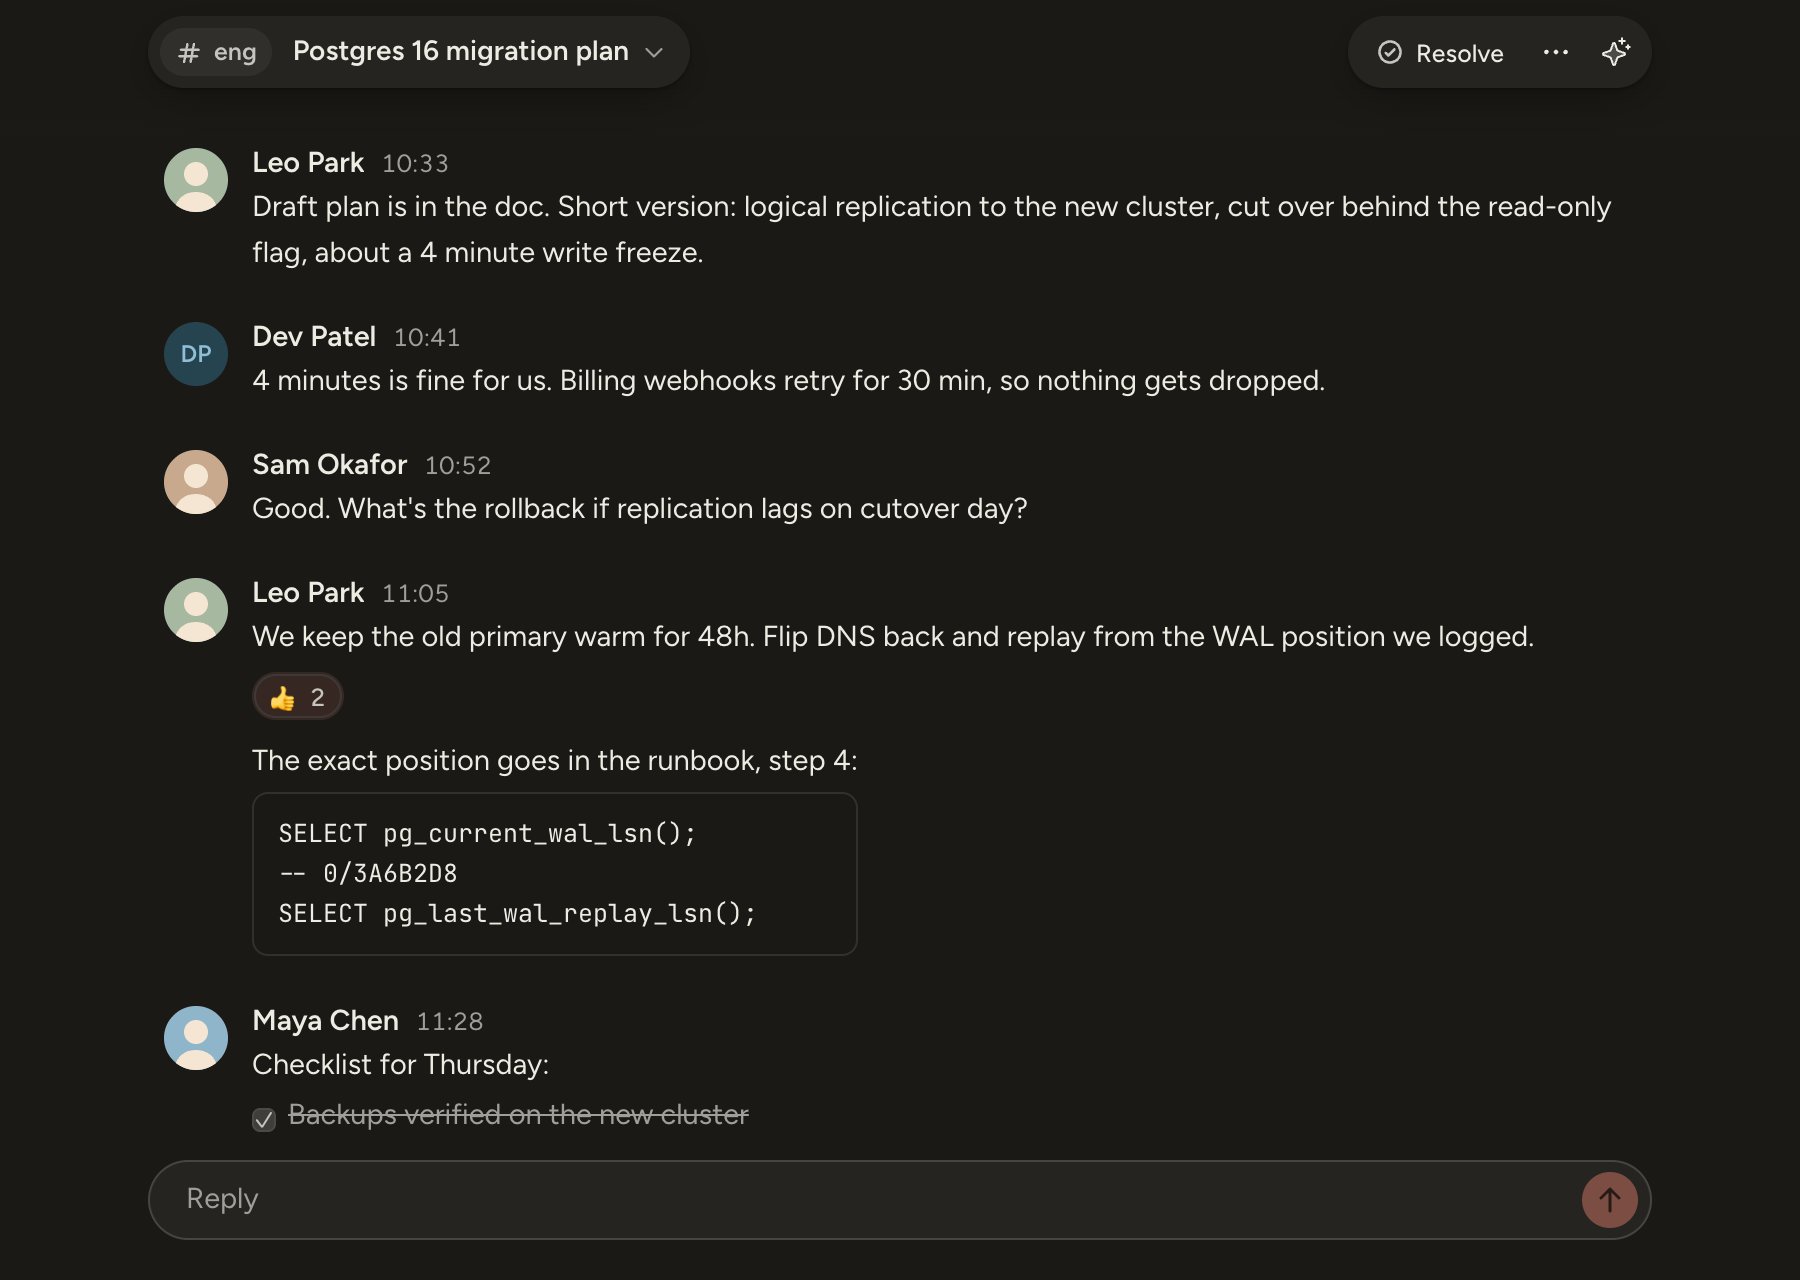 # eng Postgres 16 migration plan
Resolve
Leo Park 10:33
Draft plan is in the doc. Short version: logical replication to the new cluster, cut over behind the read-only
flag, about a 4 minute write freeze.
DP
Dev Patel 10:41
4 minutes is fine for us. Billing webhooks retry for 30 min, so nothing gets dropped.
Sam Okafor 10:52
Good. What's the rollback if replication lags on cutover day?
Leo Park 11:05
We keep the old primary warm for 48h. Flip DNS back and replay from the WAL position we logged.
👍 2
The exact position goes in the runbook, step 4:
SELECT pg_current_wal_lsn();
-- 0/3A6B2D8
SELECT pg_last_wal_replay_lsn();
Maya Chen 11:28
Checklist for Thursday:
Backups verified on the new cluster
Reply